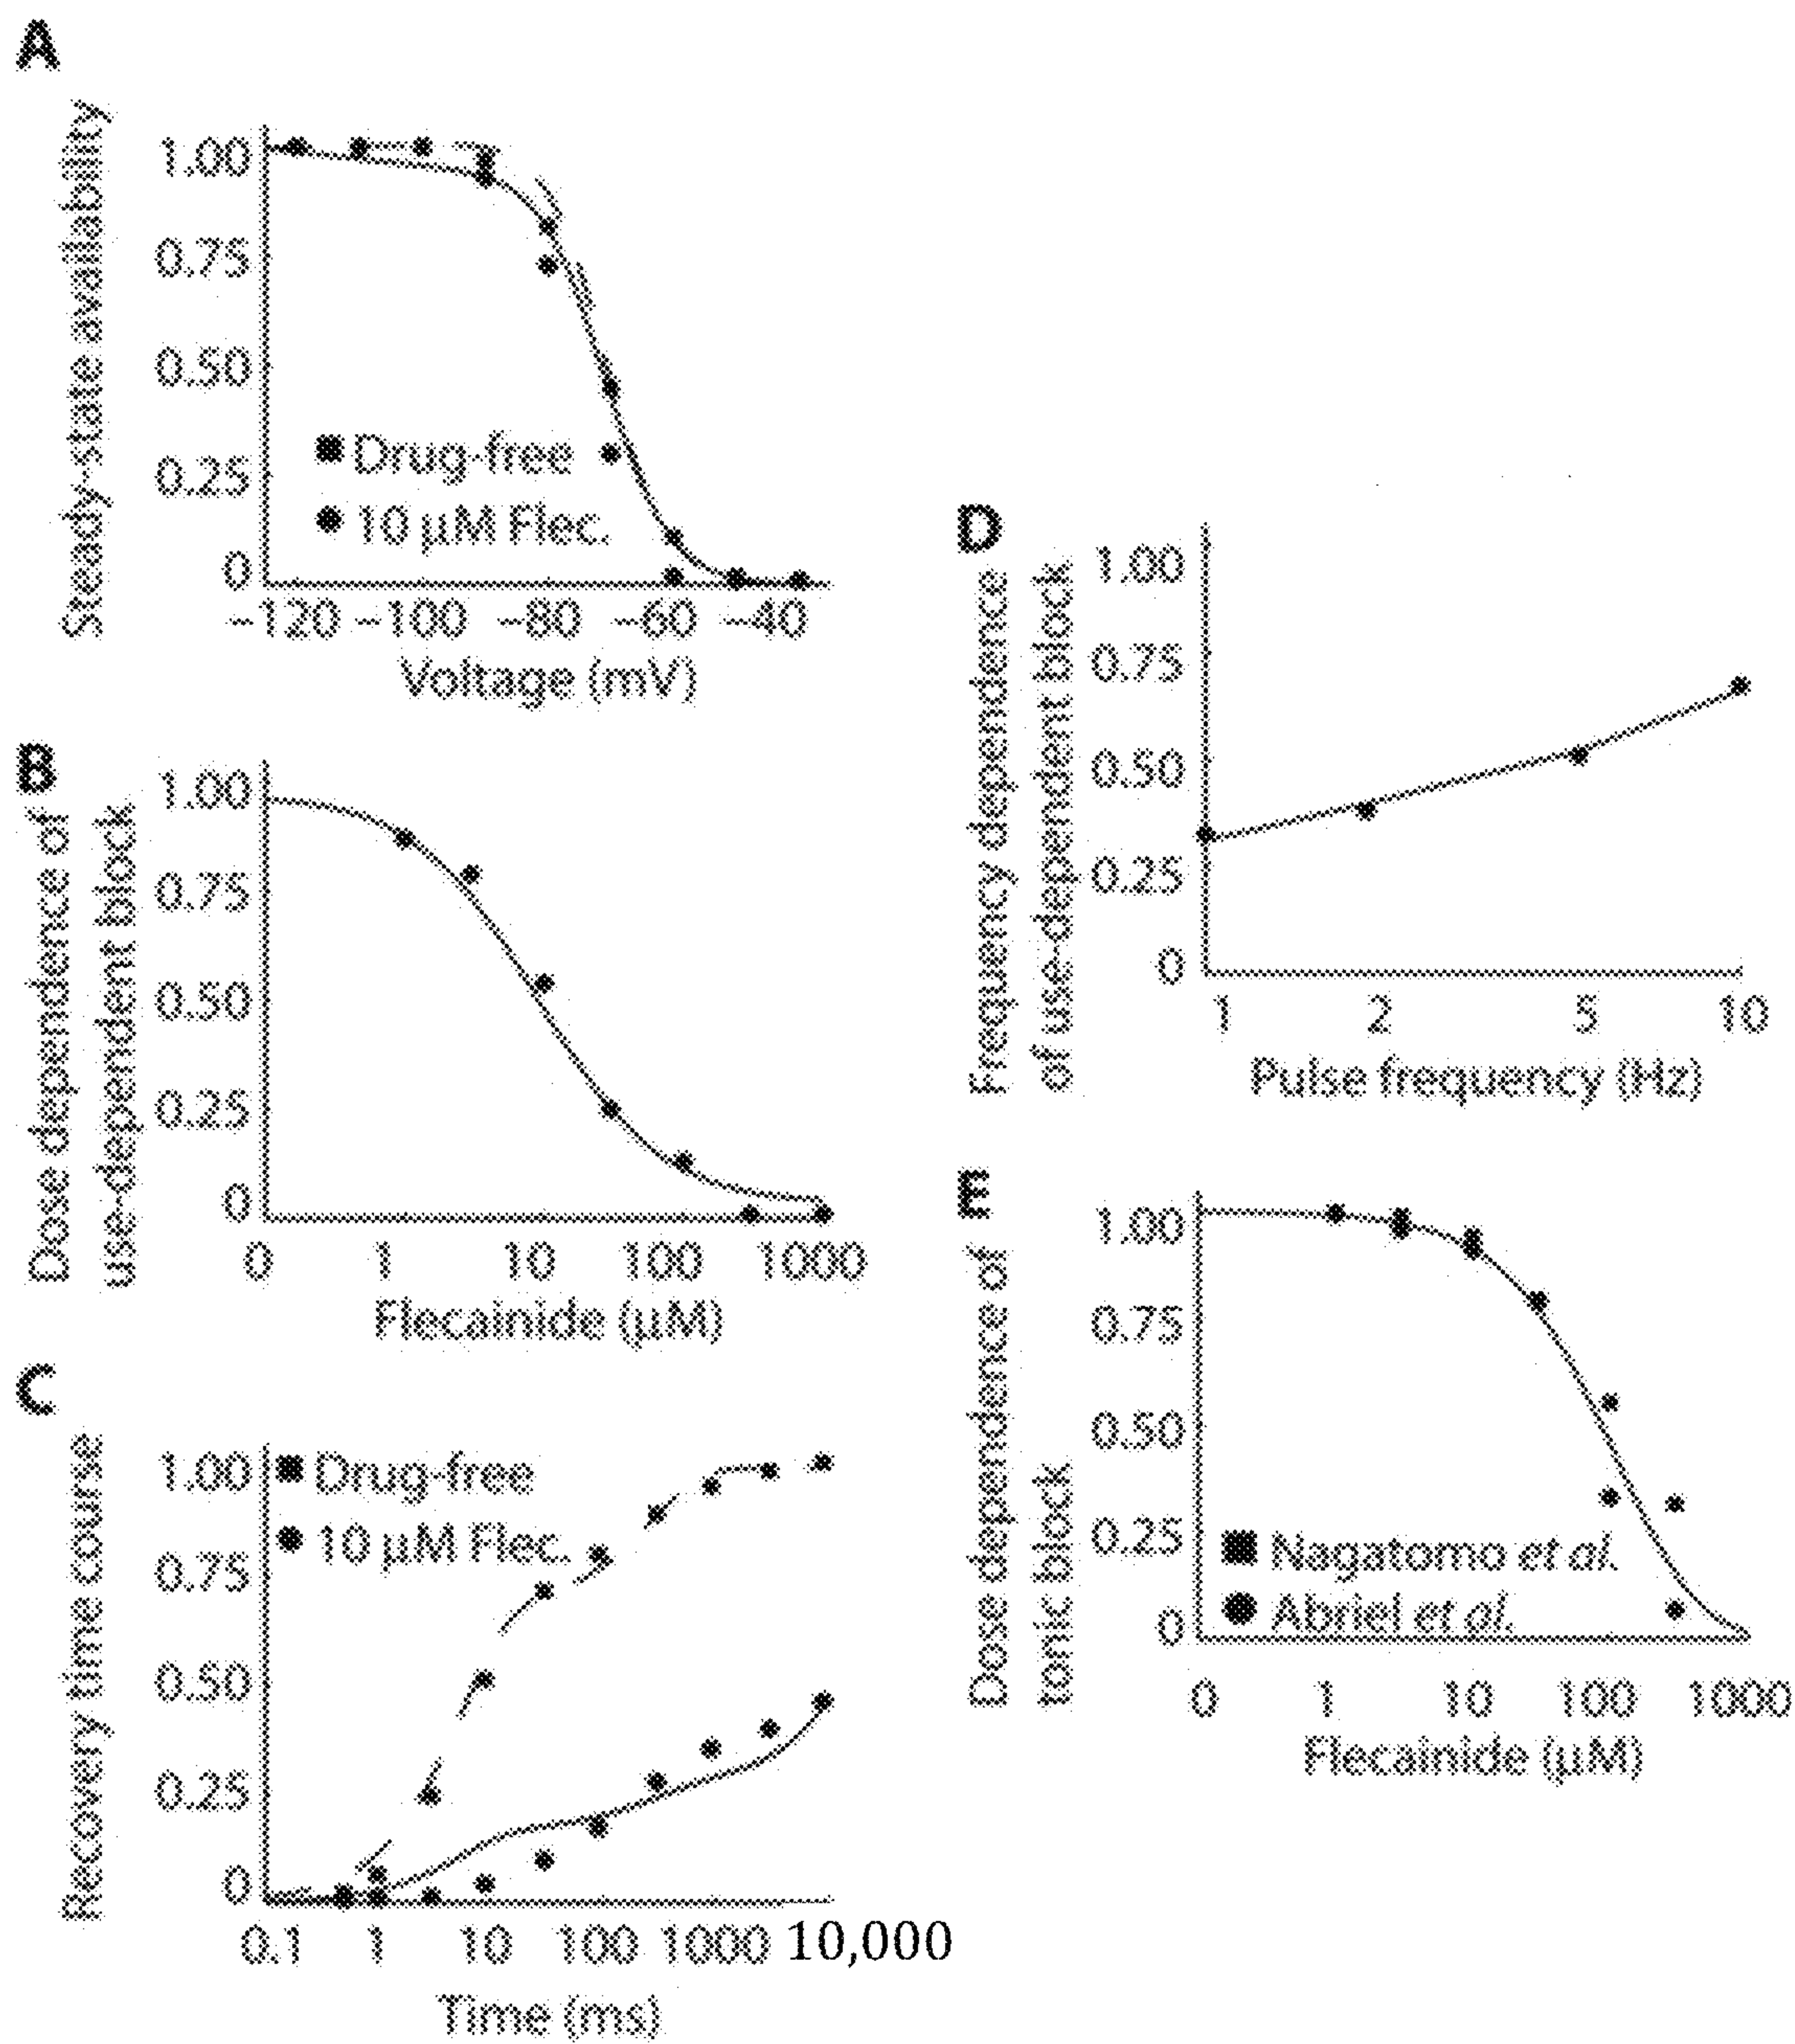 A
Steady-state availability
1.00
0.75
0.50
0.25
0
Drug-free
10 μM Flec.
–120 –100 –80 –60 –40
Voltage (mV)
B
Dose dependence of
use-dependent block
1.00
0.75
0.50
0.25
0
0 1 10 100 1000
Flecainide (μM)
C
Recovery time course
1.00
0.75
0.50
0.25
0
Drug-free
10 μM Flec.
0.1 1 10 100 1000 10,000
Time (ms)
D
Frequency dependence
of use-dependent block
1.00
0.75
0.50
0.25
0
1 2 5 10
Pulse frequency (Hz)
E
Dose dependence of
tonic block
1.00
0.75
0.50
0.25
0
Nagatomo et al.
Abriel et al.
0 1 10 100 1000
Flecainide (μM)